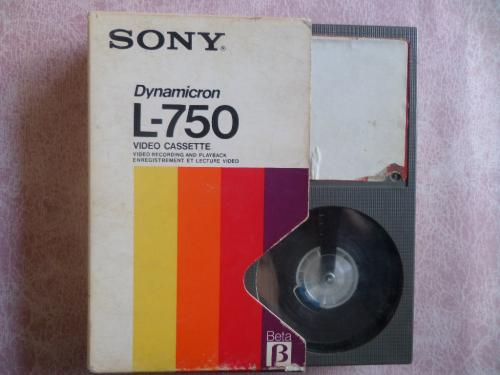 SONY®
Dynamicron
L-750
VIDEO CASSETTE
VIDEO RECORDING AND PLAYBACK
ENREGISTREMENT ET LECTURE VIDEO
Beta
β